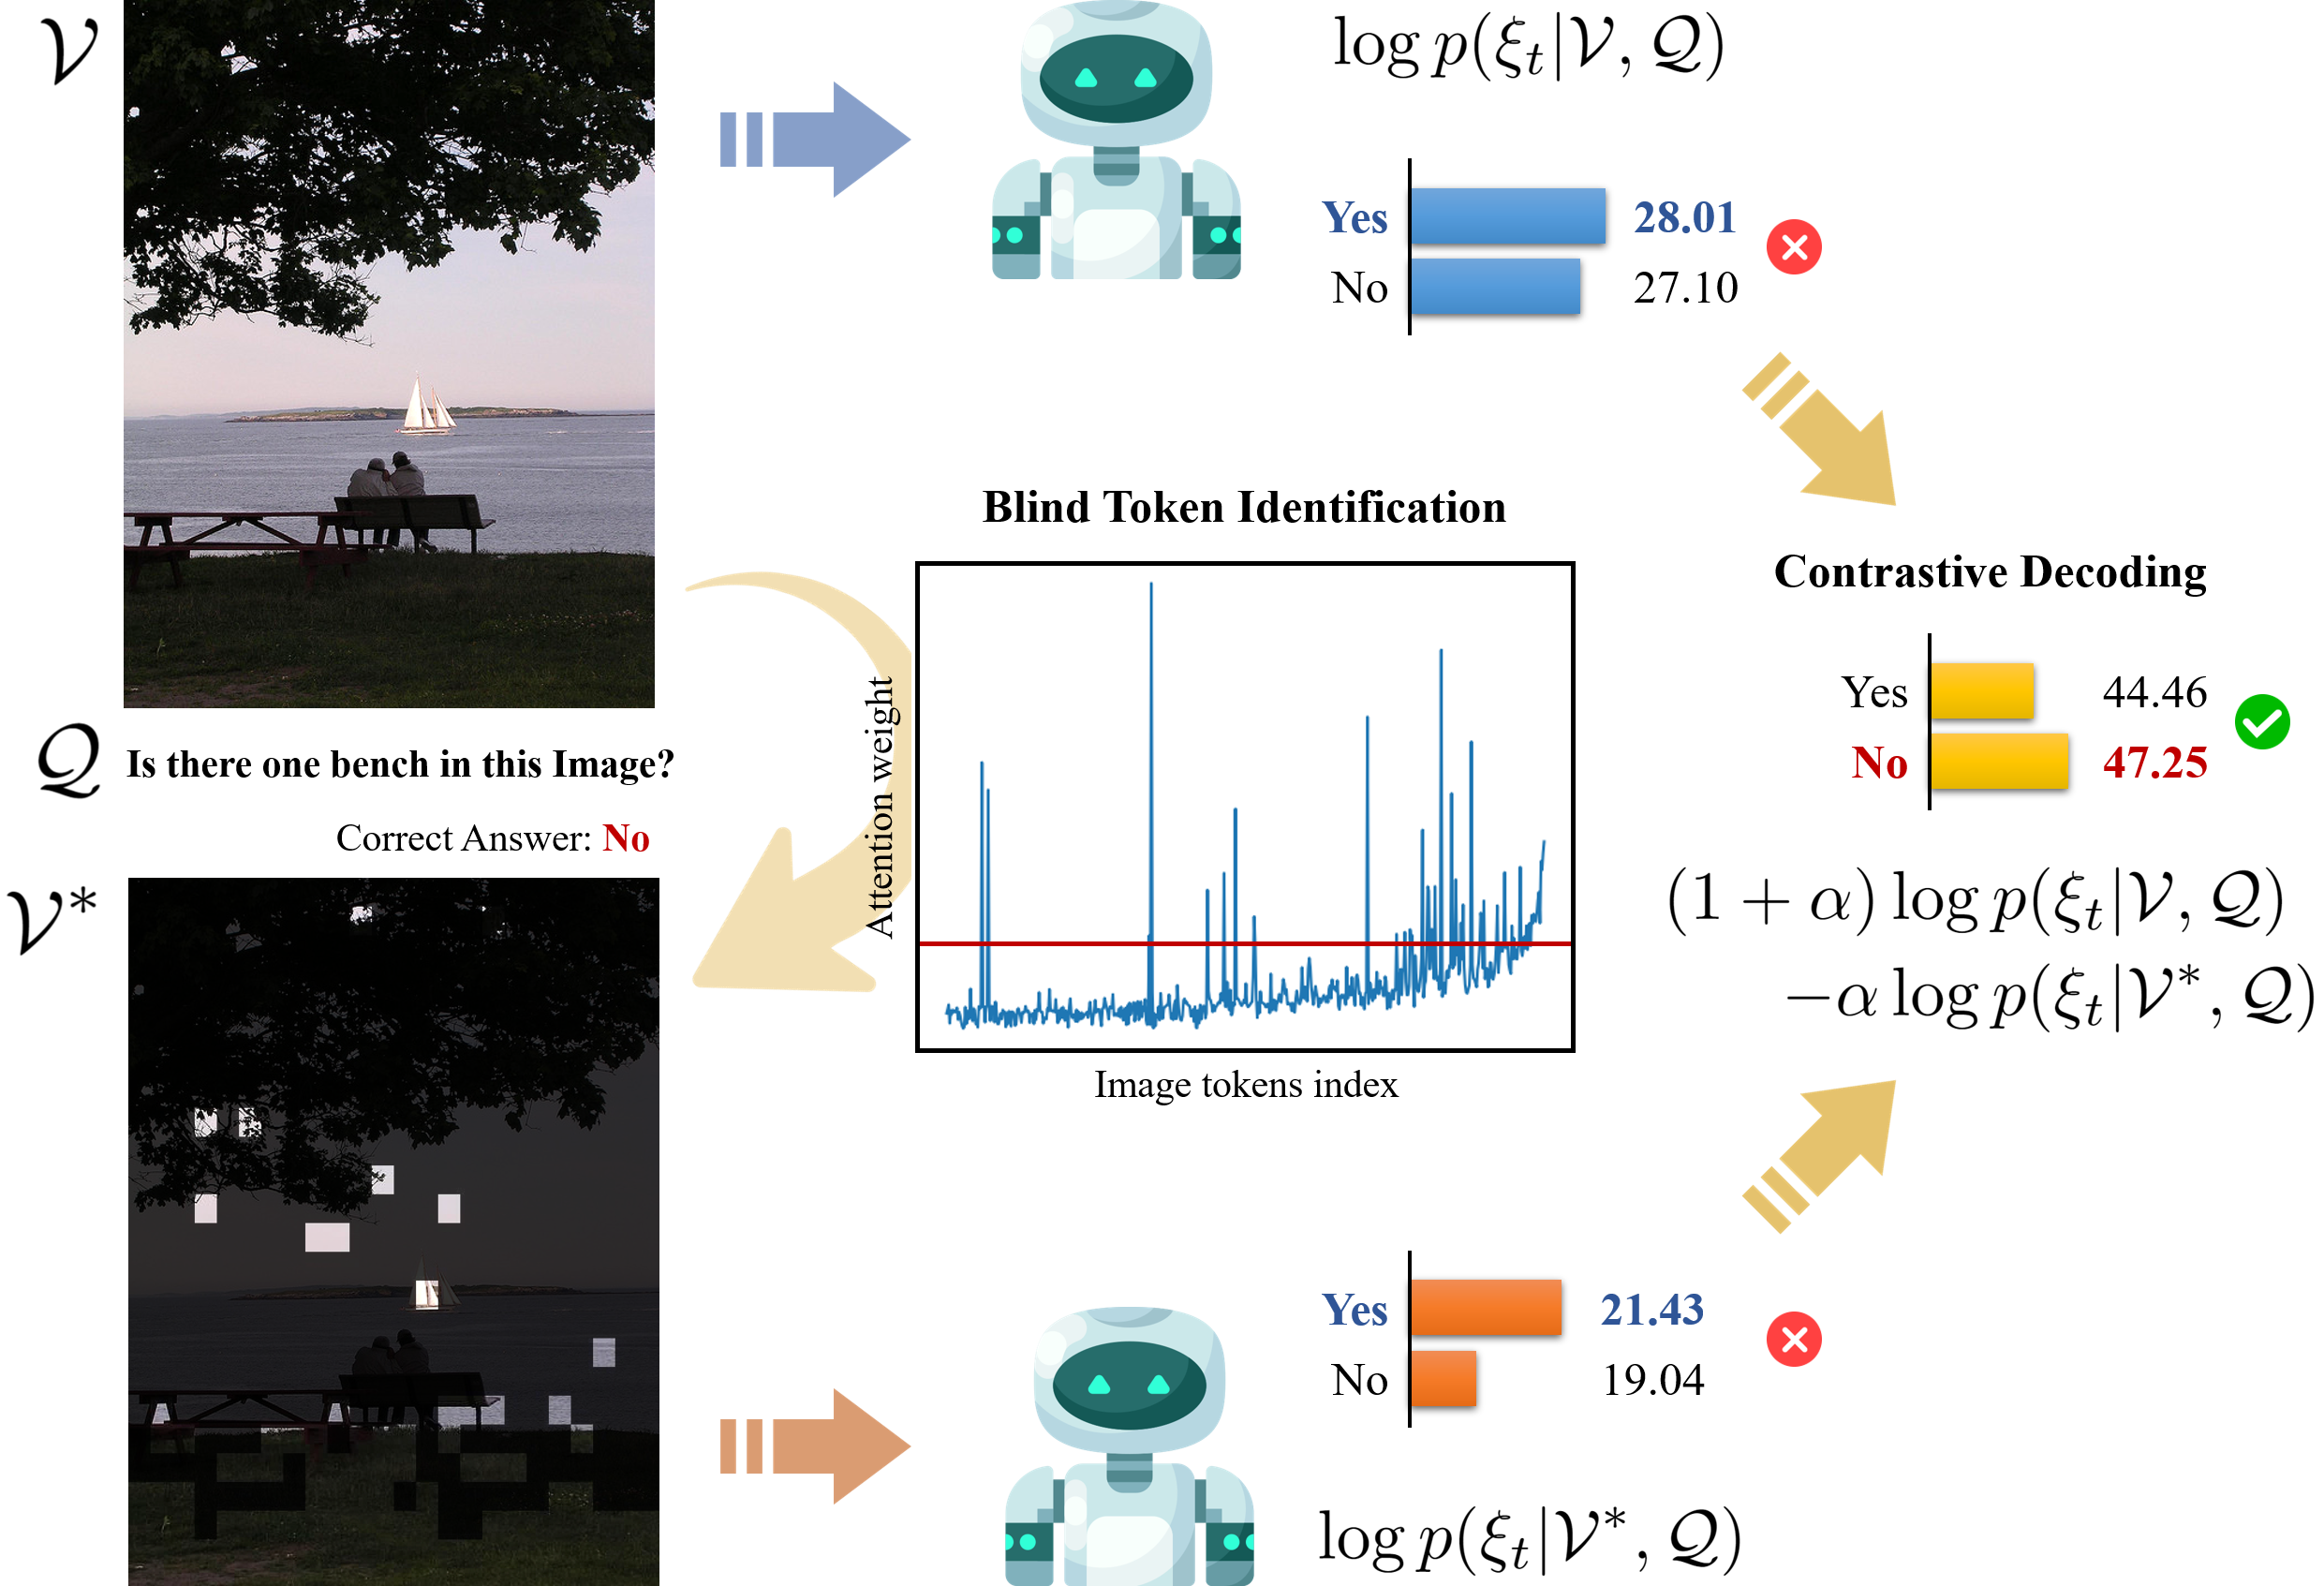 𝒱
log p(ξ_t|𝒱, 𝒬)
Yes 28.01
No 27.10
𝒬 Is there one bench in this Image?
Correct Answer: No
𝒱*
Blind Token Identification
Attention weight
Image tokens index
Contrastive Decoding
Yes 44.46
No 47.25
(1 + α) log p(ξ_t|𝒱, 𝒬)
−α log p(ξ_t|𝒱*, 𝒬)
Yes 21.43
No 19.04
log p(ξ_t|𝒱*, 𝒬)